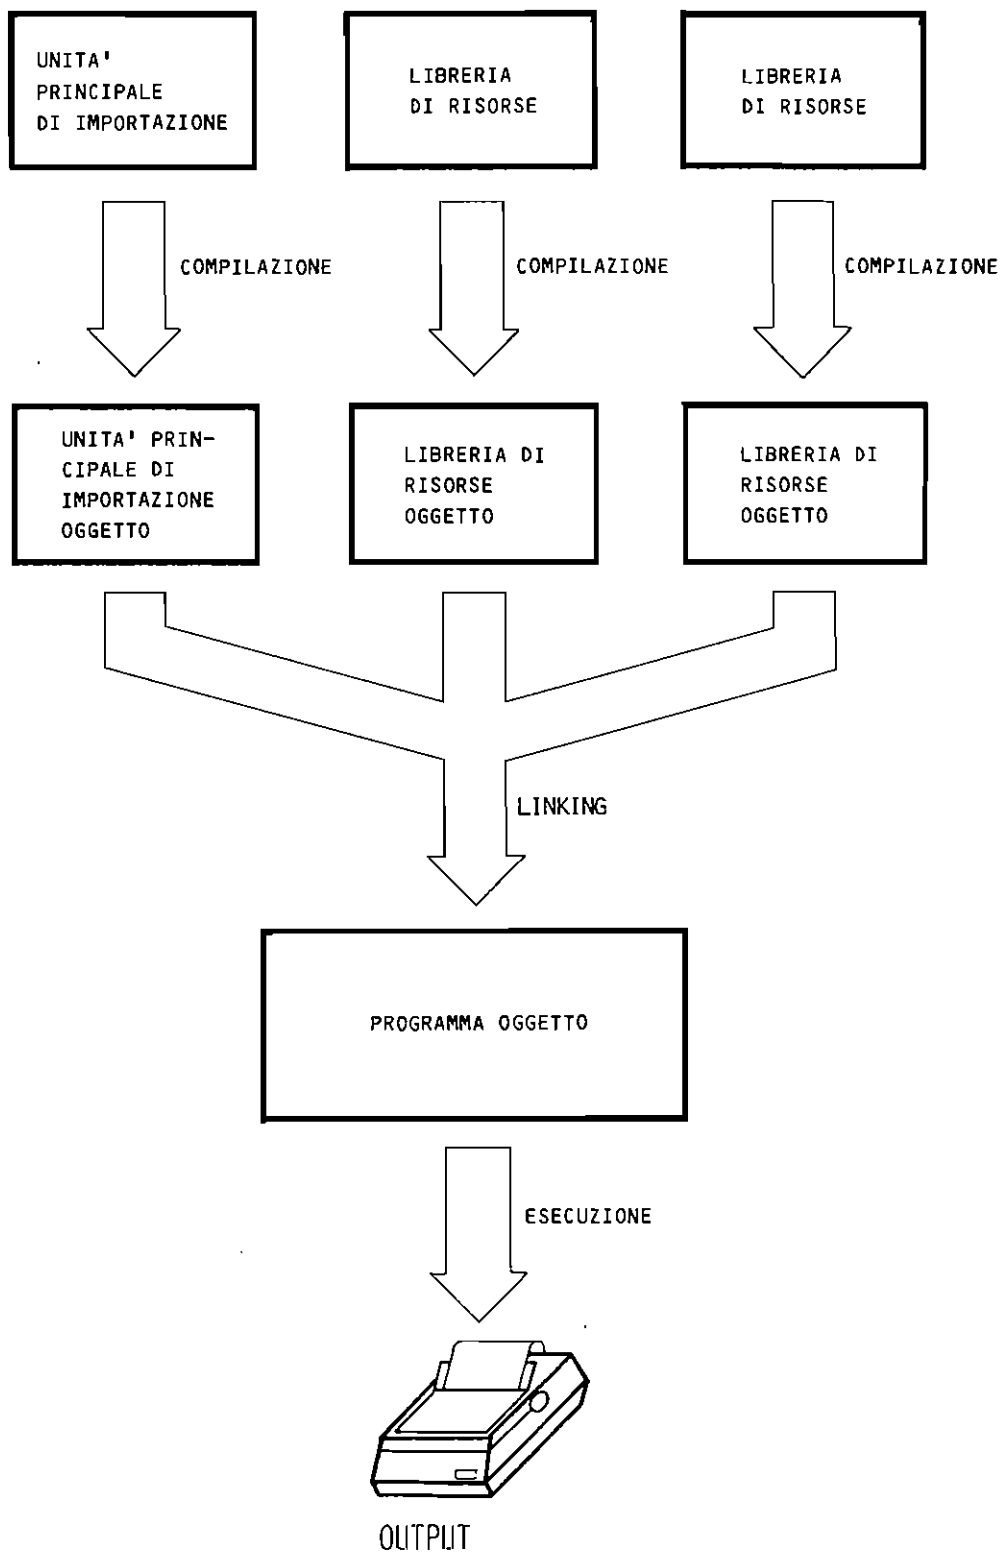 UNITA'
PRINCIPALE
DI IMPORTAZIONE
LIBRERIA
DI RISORSE
LIBRERIA
DI RISORSE
COMPILAZIONE
COMPILAZIONE
COMPILAZIONE
UNITA' PRIN-
CIPALE DI
IMPORTAZIONE
OGGETTO
LIBRERIA DI
RISORSE
OGGETTO
LIBRERIA DI
RISORSE
OGGETTO
LINKING
PROGRAMMA OGGETTO
ESECUZIONE
OUTPUT